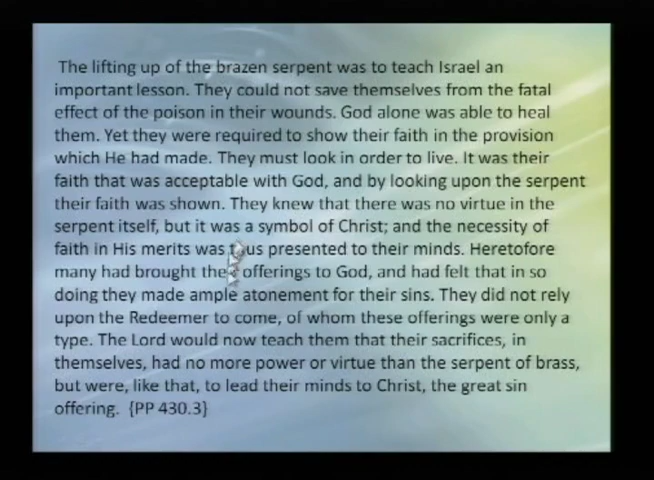 The lifting up of the brazen serpent was to teach Israel an
important lesson. They could not save themselves from the fatal
effect of the poison in their wounds. God alone was able to heal
them. Yet they were required to show their faith in the provision
which He had made. They must look in order to live. It was their
faith that was acceptable with God, and by looking upon the serpent
their faith was shown. They knew that there was no virtue in the
serpent itself, but it was a symbol of Christ; and the necessity of
faith in His merits was thus presented to their minds. Heretofore
many had brought their offerings to God, and had felt that in so
doing they made ample atonement for their sins. They did not rely
upon the Redeemer to come, of whom these offerings were only a
type. The Lord would now teach them that their sacrifices, in
themselves, had no more power or virtue than the serpent of brass,
but were, like that, to lead their minds to Christ, the great sin
offering. {PP 430.3}